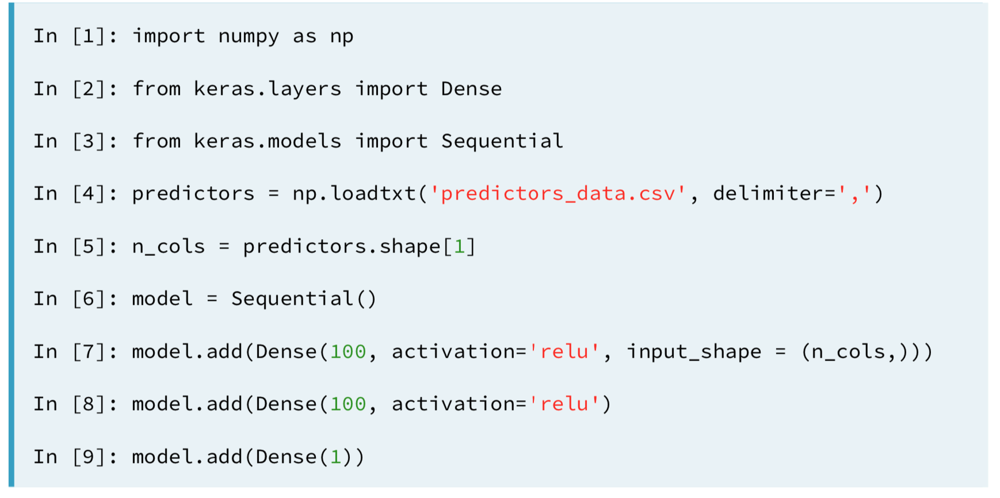 In [1]: import numpy as np
In [2]: from keras.layers import Dense
In [3]: from keras.models import Sequential
In [4]: predictors = np.loadtxt('predictors_data.csv', delimiter=',')
In [5]: n_cols = predictors.shape[1]
In [6]: model = Sequential()
In [7]: model.add(Dense(100, activation='relu', input_shape = (n_cols,)))
In [8]: model.add(Dense(100, activation='relu')
In [9]: model.add(Dense(1))